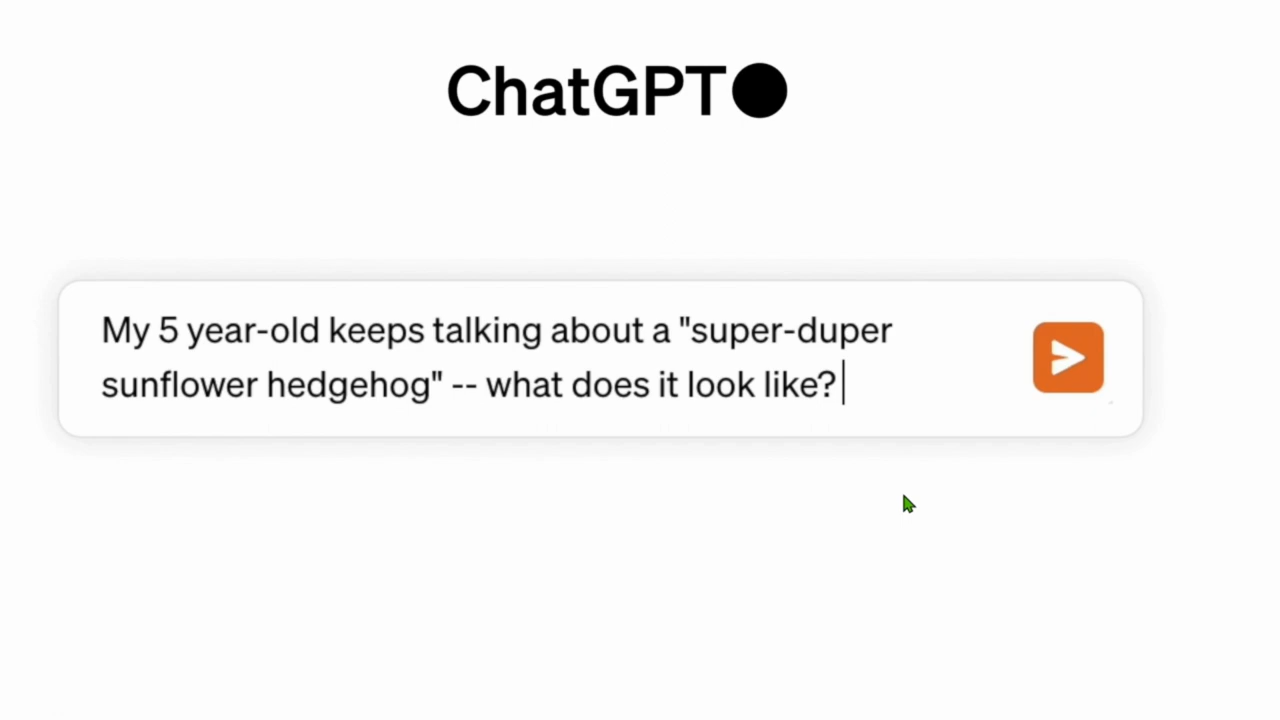 ChatGPT
My 5 year-old keeps talking about a "super-duper
sunflower hedgehog" -- what does it look like?